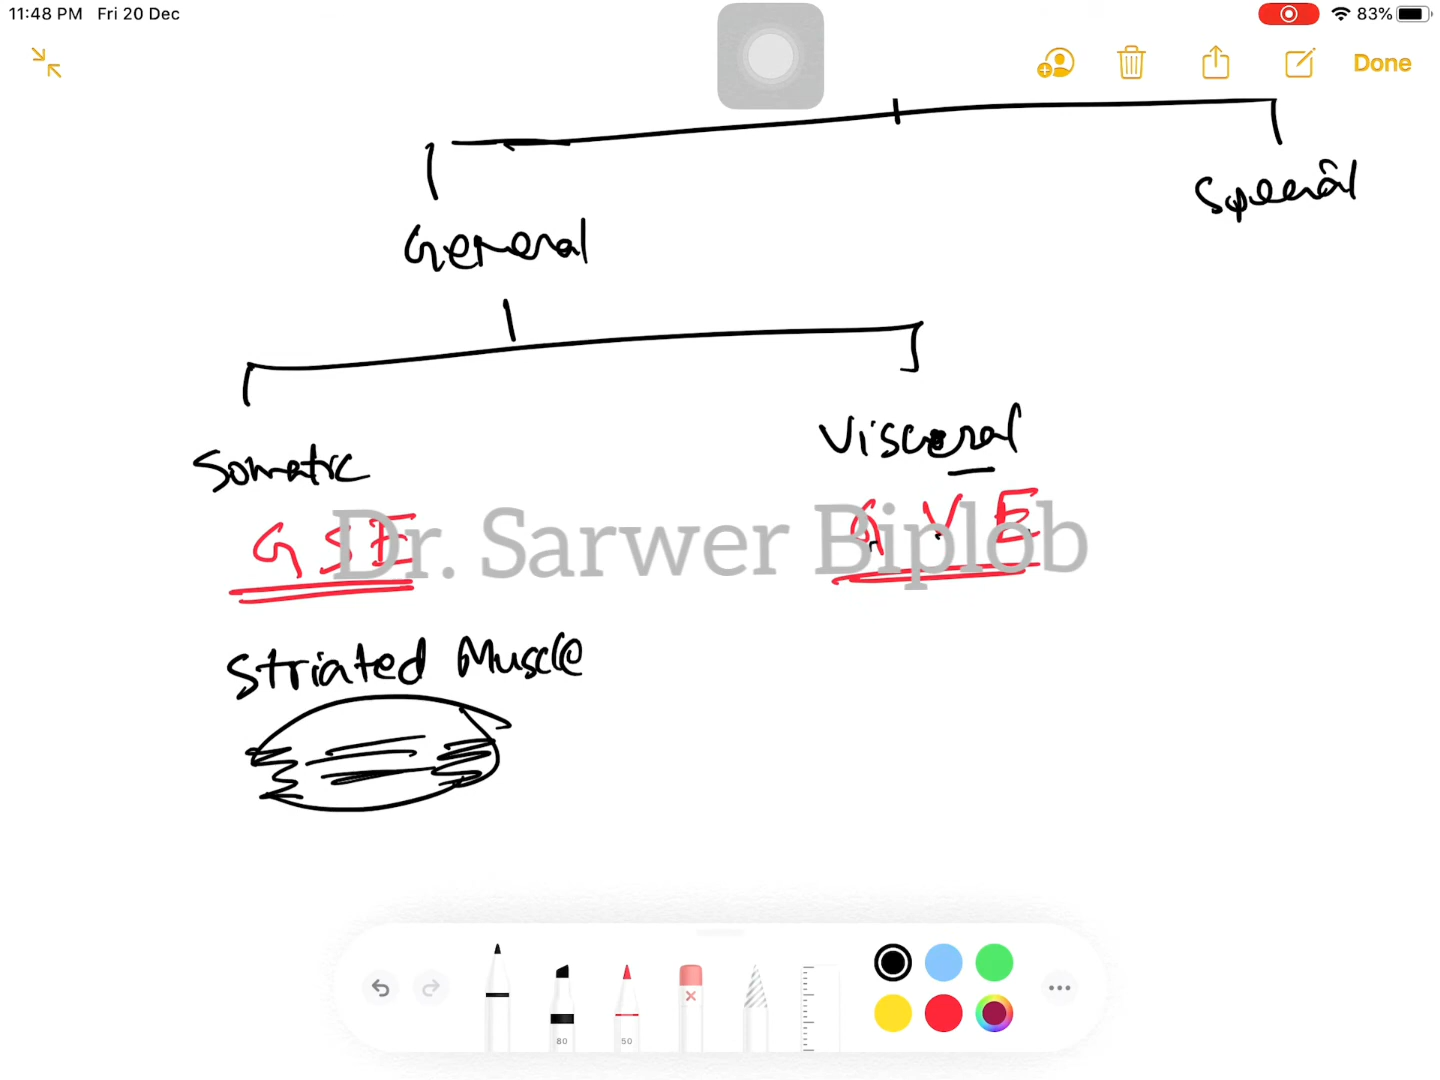 11:48 PM Fri 20 Dec
83%
Done
Special
General
Visceral
Somatic
GSE
GVE
Dr. Sarwer Biplob
Striated Muscle
80
50